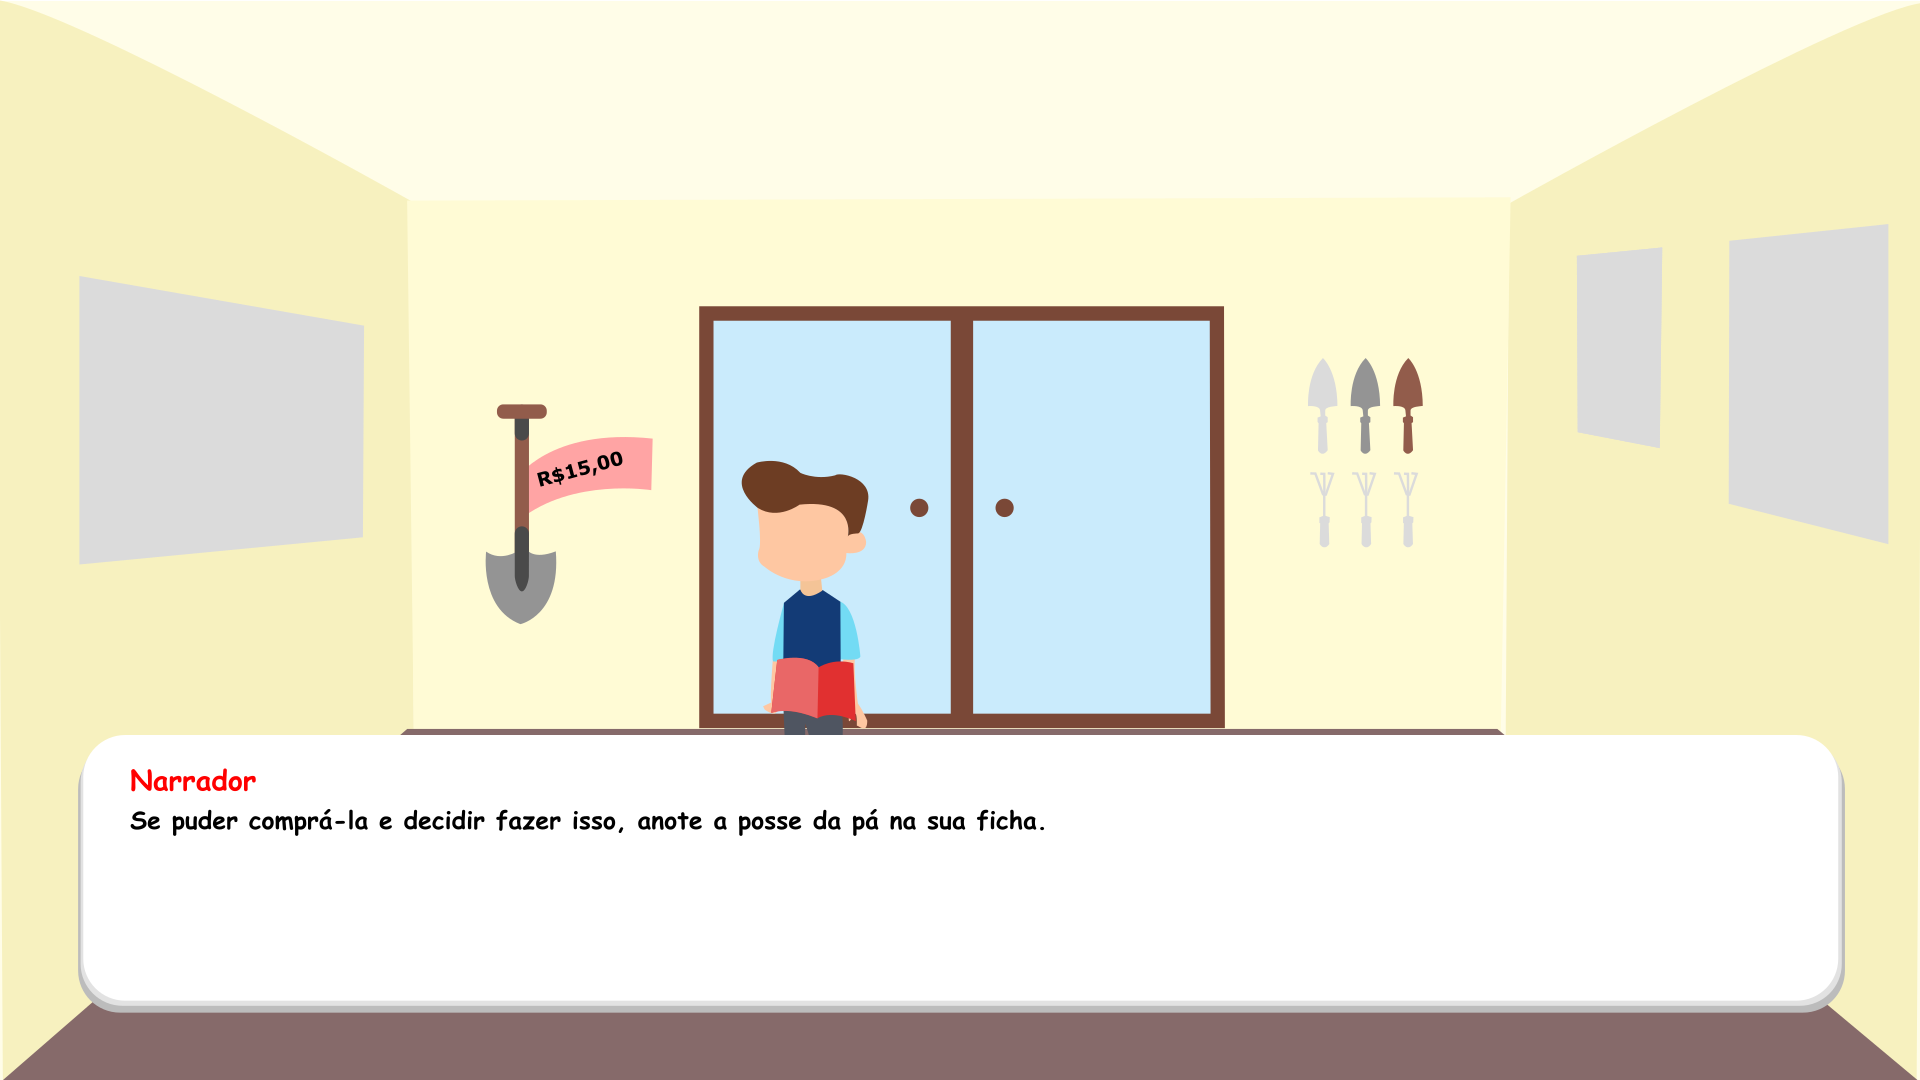 R$15,00
Narrador
Se puder comprá-la e decidir fazer isso, anote a posse da pá na sua ficha.